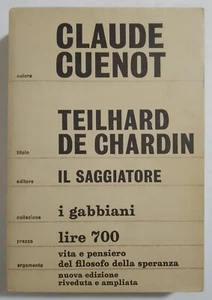 CLAUDE
CUENOT
autore
TEILHARD
titolo DE CHARDIN
editore IL SAGGIATORE
collezione i gabbiani
prezzo lire 700
vita e pensiero
argomento del filosofo della speranza
nuova edizione
riveduta e ampliata